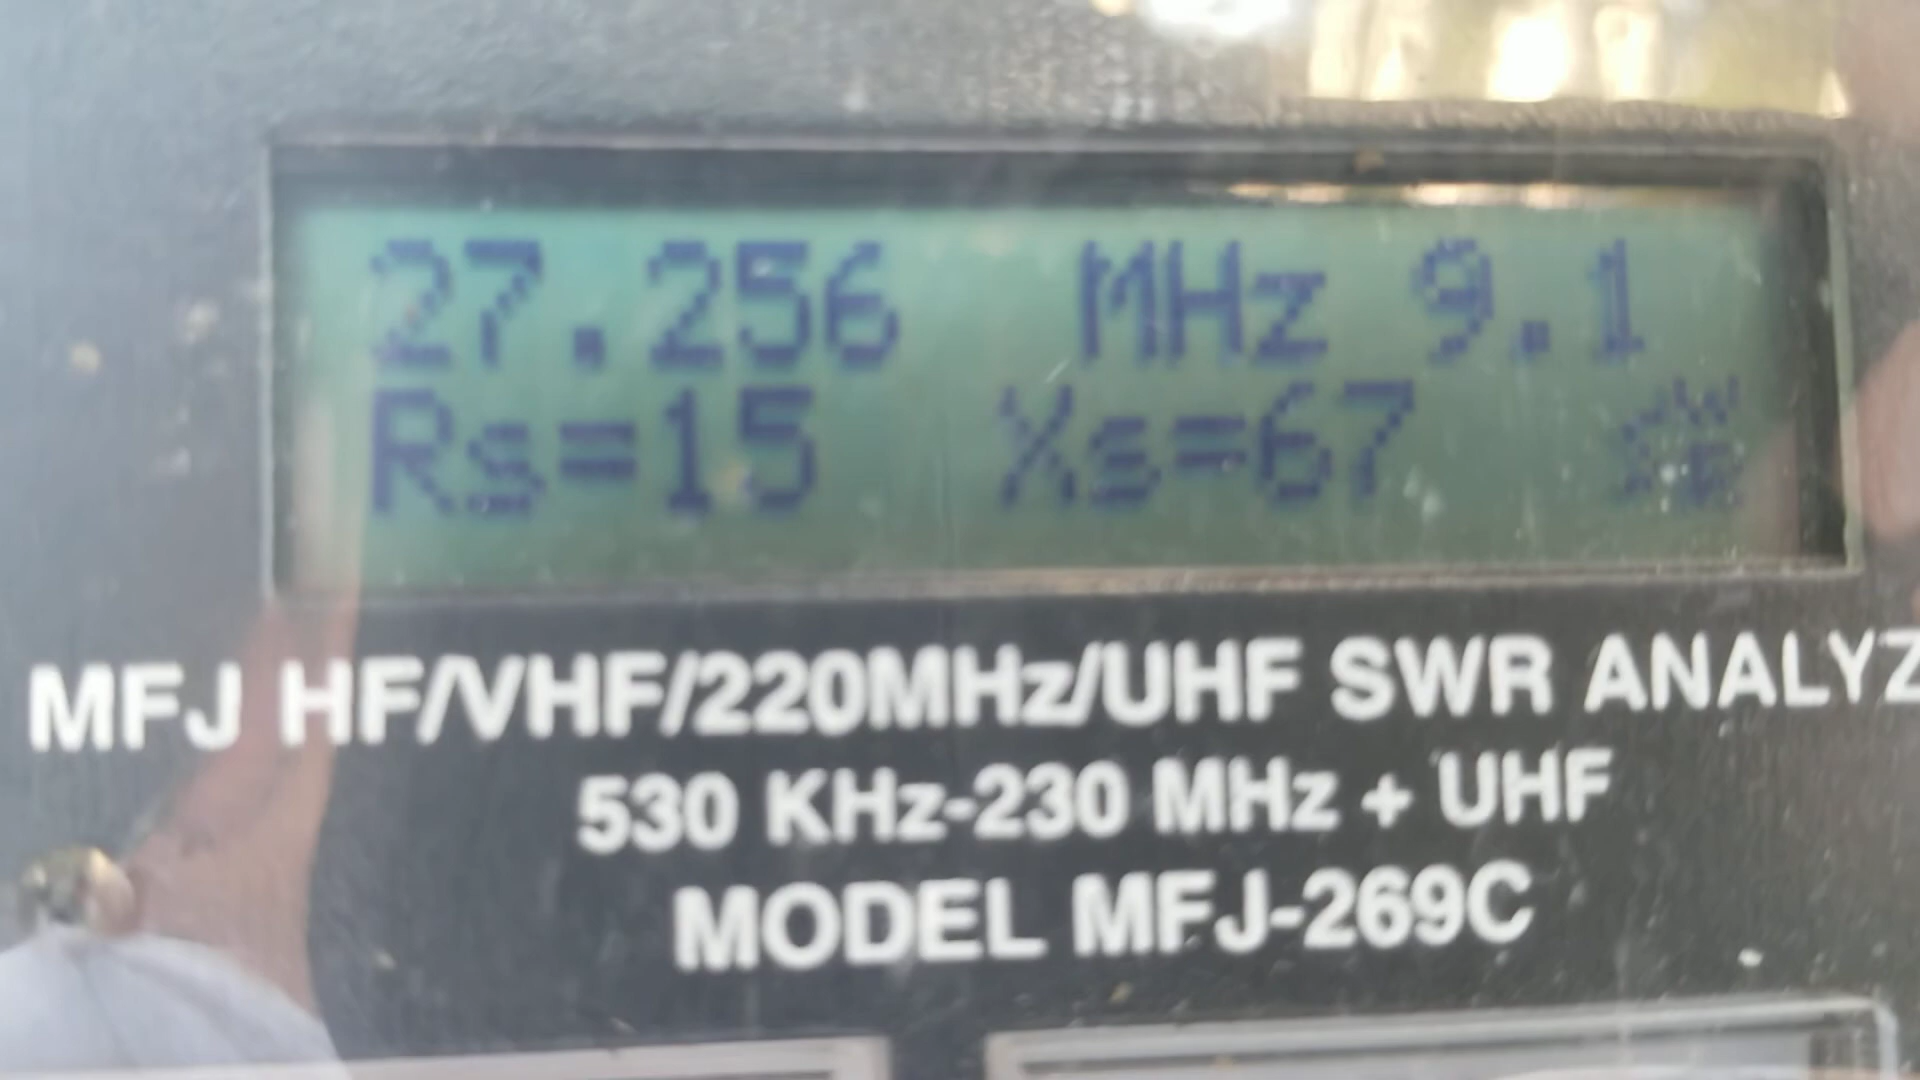 27.256 MHz 9.1
Rs=15 Xs=67 SWR
MFJ HF/VHF/220MHz/UHF SWR ANALYZ
530 KHz-230 MHz + UHF
MODEL MFJ-269C